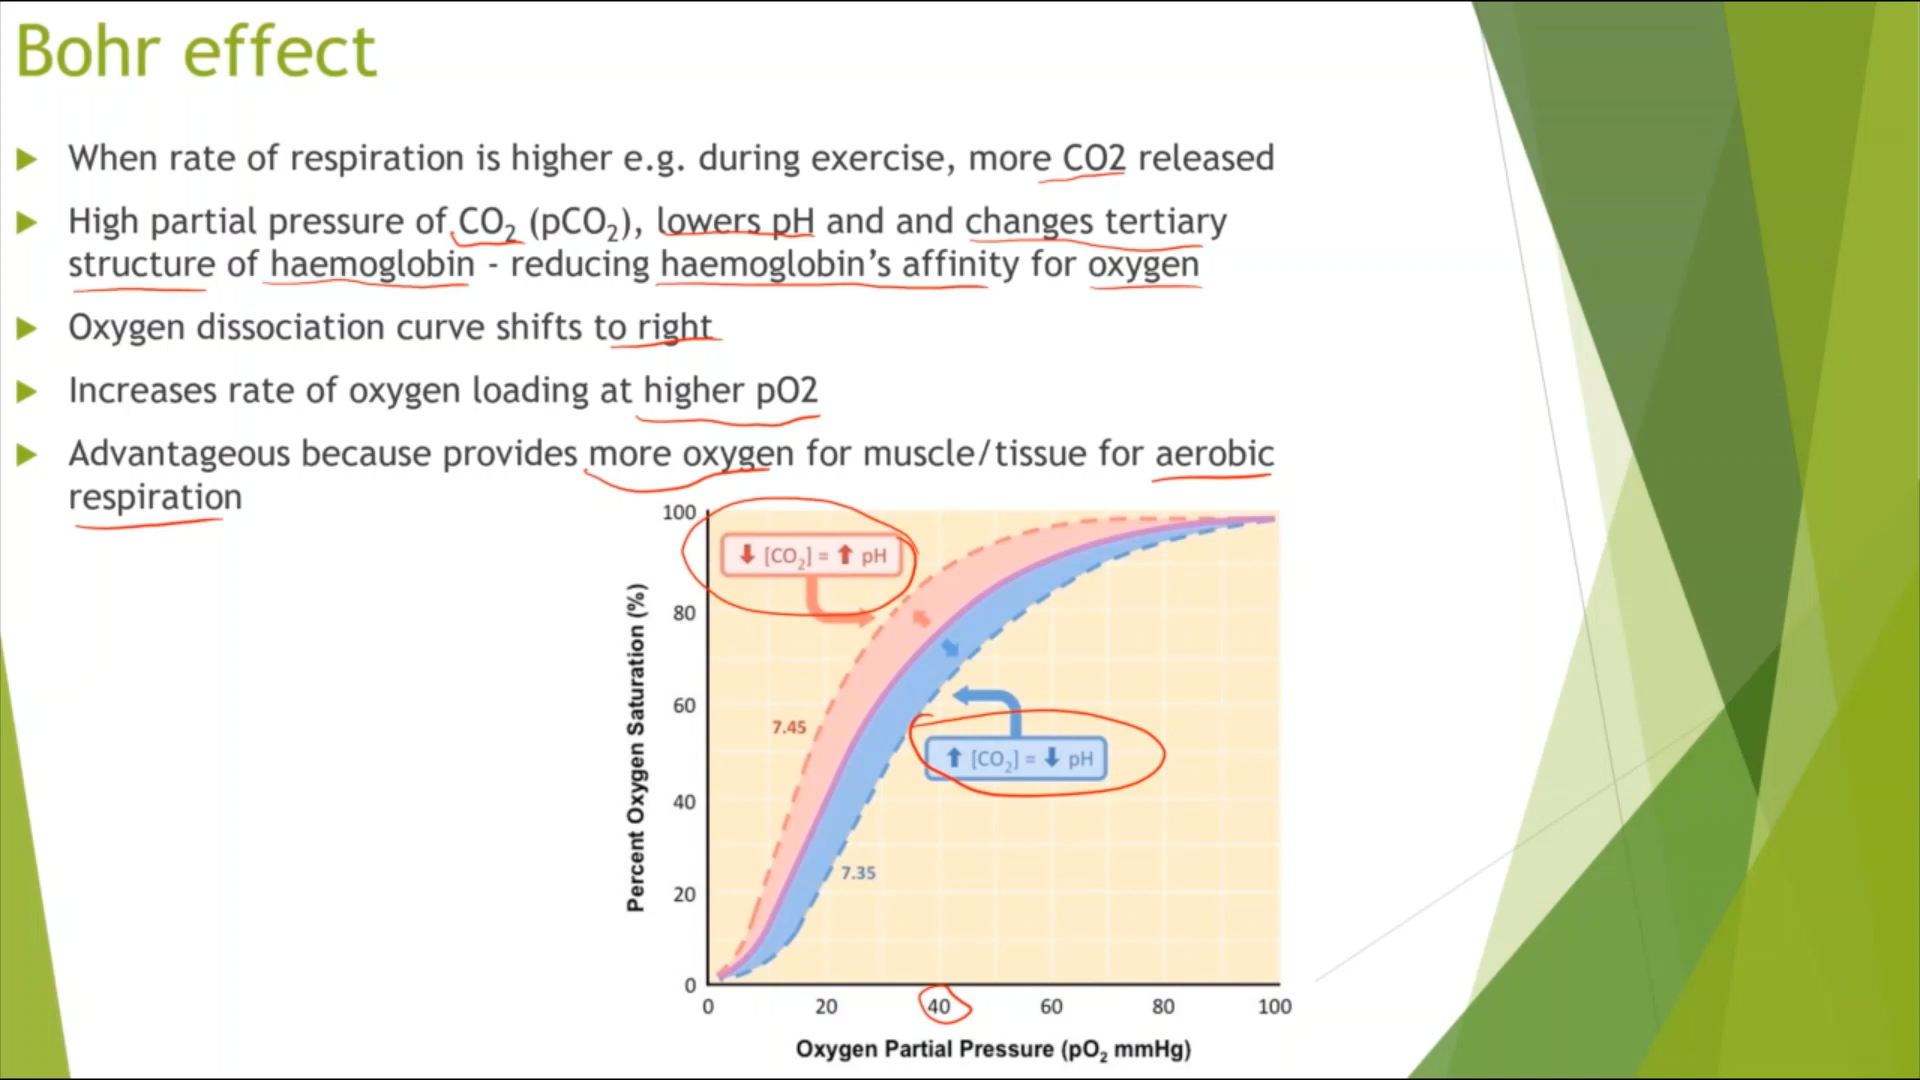 Bohr effect
When rate of respiration is higher e.g. during exercise, more CO2 released
High partial pressure of CO₂ (pCO₂), lowers pH and and changes tertiary
structure of haemoglobin - reducing haemoglobin’s affinity for oxygen
Oxygen dissociation curve shifts to right
Increases rate of oxygen loading at higher pO2
Advantageous because provides more oxygen for muscle/tissue for aerobic
respiration
100
⬇ [CO₂] = ⬆ pH
80
60
7.45
⬆ [CO₂] = ⬇ pH
40
7.35
20
0
0 20 40 60 80 100
Percent Oxygen Saturation (%)
Oxygen Partial Pressure (pO₂ mmHg)